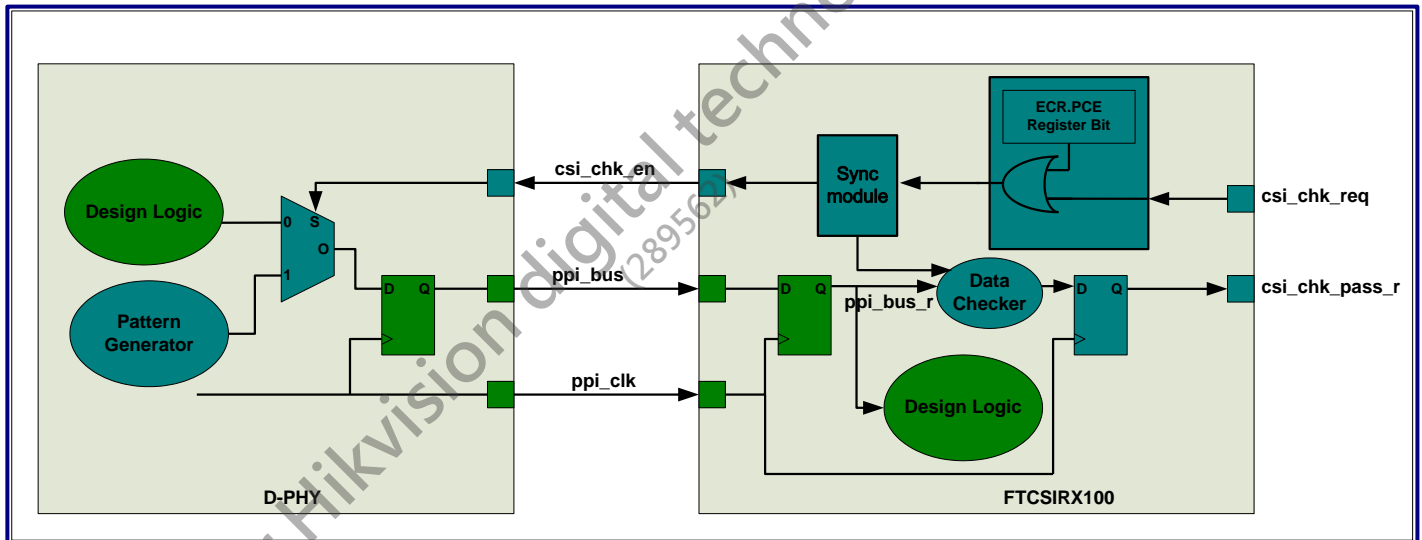 ECR.PCE
Register Bit
csi_chk_en
Sync
module
csi_chk_req
Design Logic
0
S
O
1
ppi_bus
D
Q
D
Q
ppi_bus_r
Data
Checker
D
Q
csi_chk_pass_r
Pattern
Generator
ppi_clk
Design Logic
D-PHY
FTCSIRX100
Hikvision digital techno
(289562)